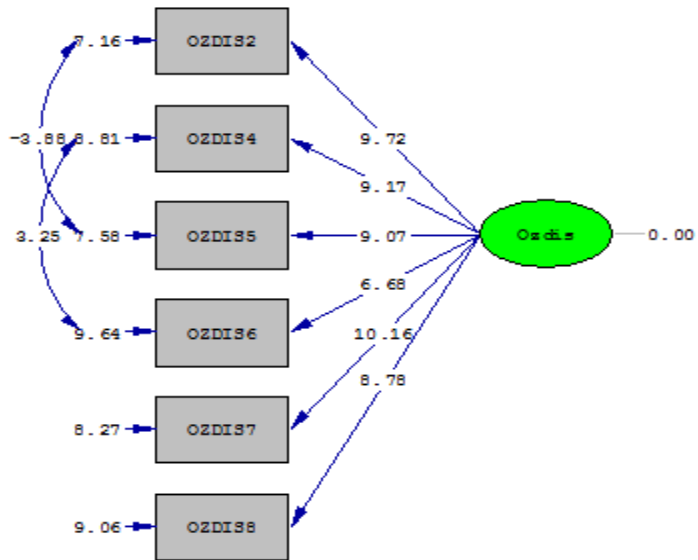 7.16 OZDIS2
-3.88 8.81 OZDIS4 9.72
9.17
3.25 7.58 OZDIS5 9.07 Ozdis 0.00
6.68
9.64 OZDIS6 10.16
8.78
8.27 OZDIS7
9.06 OZDIS8